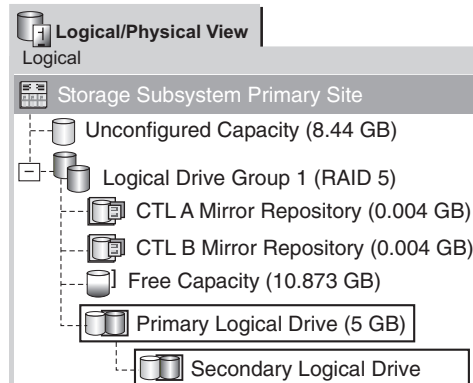 Logical/Physical View
Logical
Storage Subsystem Primary Site
Unconfigured Capacity (8.44 GB)
Logical Drive Group 1 (RAID 5)
CTL A Mirror Repository (0.004 GB)
CTL B Mirror Repository (0.004 GB)
Free Capacity (10.873 GB)
Primary Logical Drive (5 GB)
Secondary Logical Drive